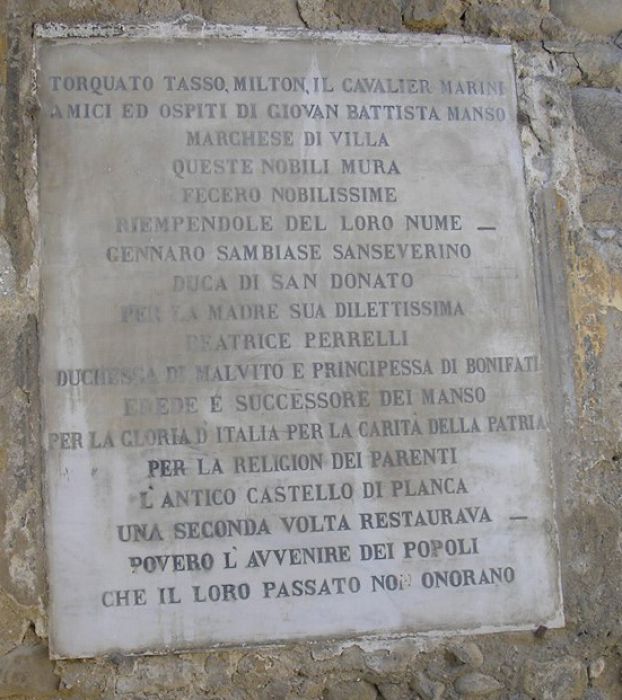 TORQUATO TASSO, MILTON, IL CAVALIER MARINI
AMICI ED OSPITI DI GIOVAN BATTISTA MANSO
MARCHESE DI VILLA
QUESTE NOBILI MURA
FECERO NOBILISSIME
RIEMPENDOLE DEL LORO NUME —
GENNARO SAMBIASE SANSEVERINO
DUCA DI SAN DONATO
PER LA MADRE SUA DILETTISSIMA
BEATRICE PERRELLI
DUCHESSA DI MALVITO E PRINCIPESSA DI BONIFATI
EREDE E SUCCESSORE DEI MANSO
PER LA GLORIA D'ITALIA PER LA CARITÀ DELLA PATRIA
PER LA RELIGION DEI PARENTI
L'ANTICO CASTELLO DI PLANCA
UNA SECONDA VOLTA RESTAURAVA —
POVERO L'AVVENIRE DEI POPOLI
CHE IL LORO PASSATO NON ONORANO